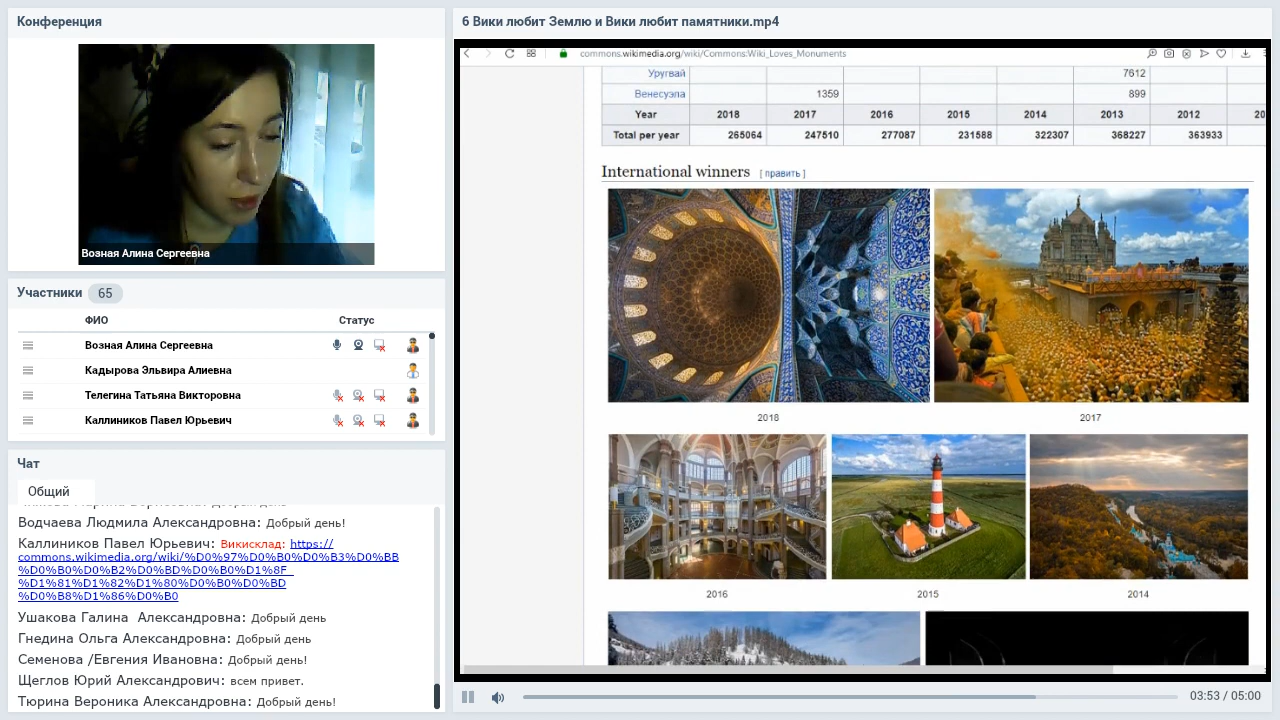 Конференция
Возная Алина Сергеевна
Участники 65
ФИО Статус
Возная Алина Сергеевна
Кадырова Эльвира Алиевна
Телегина Татьяна Викторовна
Каллиников Павел Юрьевич
Чат
Общий
Водчаева Людмила Александровна: Добрый день!
Каллиников Павел Юрьевич: Викисклад: https://
commons.wikimedia.org/wiki/%D0%97%D0%B0%D0%B3%D0%BB
%D0%B0%D0%B2%D0%BD%D0%B0%D1%8F_
%D1%81%D1%82%D1%80%D0%B0%D0%BD
%D0%B8%D1%86%D0%B0
Ушакова Галина Александровна: Добрый день
Гнедина Ольга Александровна: Добрый день
Семенова /Евгения Ивановна: Добрый день!
Щеглов Юрий Александрович: всем привет.
Тюрина Вероника Александровна: Добрый день!
6 Вики любит Землю и Вики любит памятники.mp4
commons.wikimedia.org/wiki/Commons:Wiki_Loves_Monuments
Уругвай 7612
Венесуэла 1359 899
Year 2018 2017 2016 2015 2014 2013 2012 20
Total per year 265064 247510 277087 231588 322307 368227 363933
International winners [ править ]
2018 2017
2016 2015 2014
03:53 / 05:00